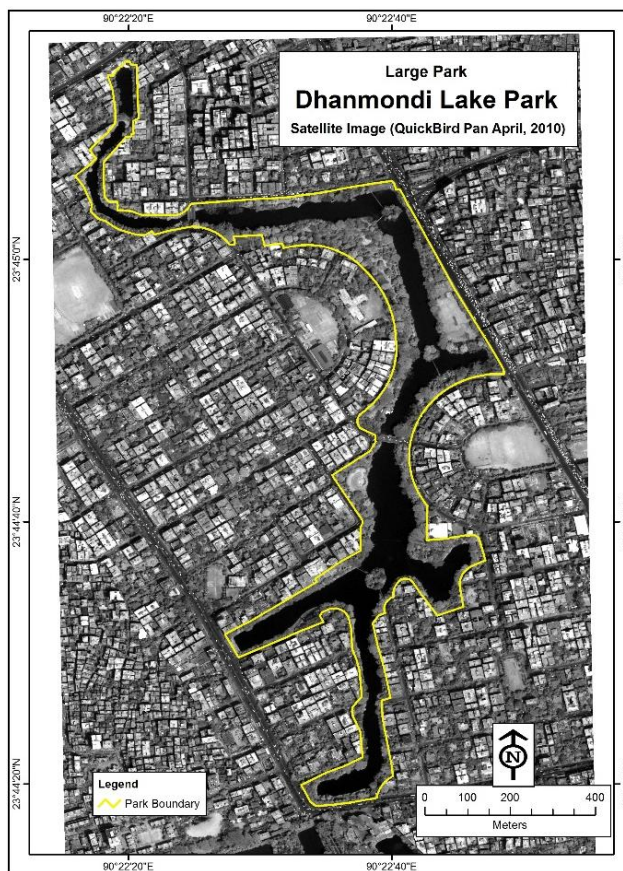 90°22'20"E
90°22'40"E
Large Park
Dhanmondi Lake Park
Satellite Image (QuickBird Pan April, 2010)
23°45'0"N
23°44'40"N
23°44'20"N
Legend
Park Boundary
N
0 100 200 400
Meters
90°22'20"E
90°22'40"E